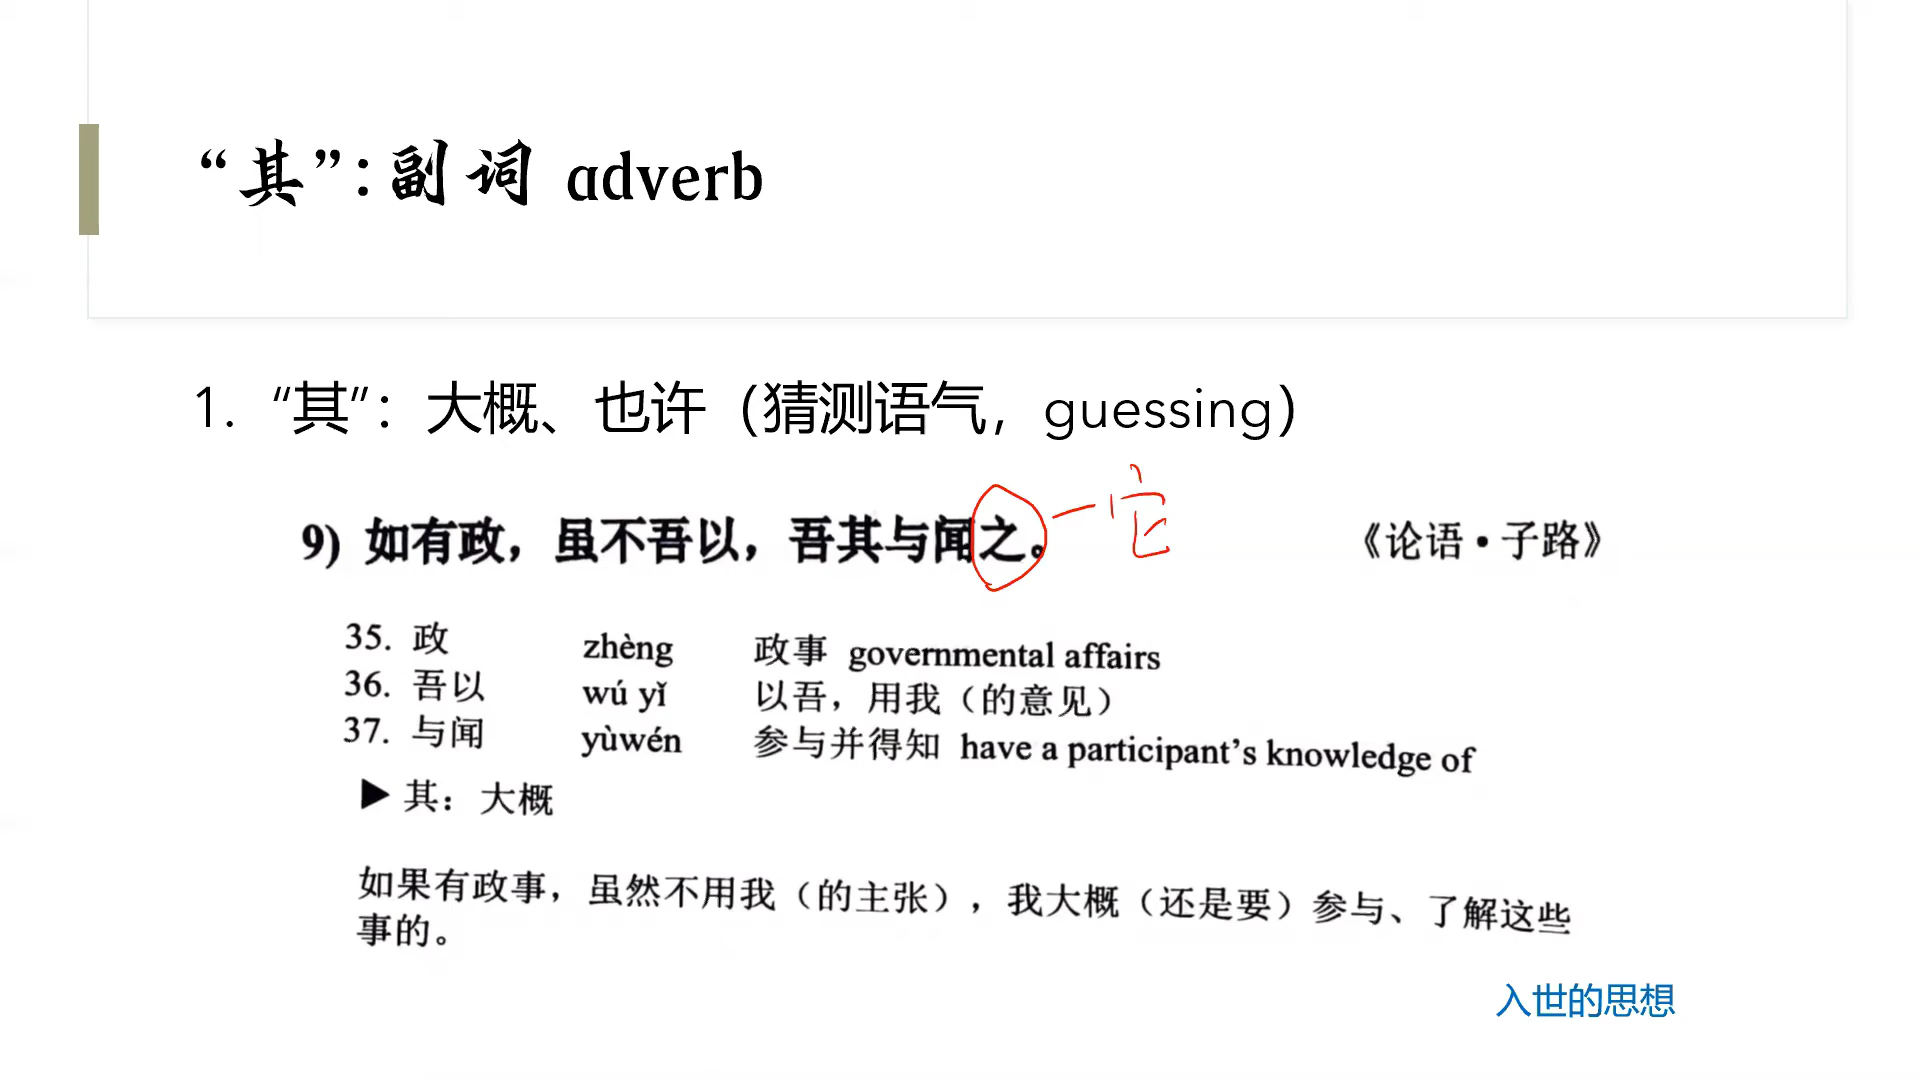 “其”：副词 adverb
1. “其”：大概、也许（猜测语气，guessing）
它
9) 如有政，虽不吾以，吾其与闻之。 《论语·子路》
35. 政 zhèng 政事 governmental affairs
36. 吾以 wú yǐ 以吾，用我（的意见）
37. 与闻 yùwén 参与并得知 have a participant’s knowledge of
▶ 其：大概
如果有政事，虽然不用我（的主张），我大概（还是要）参与、了解这些
事的。
入世的思想